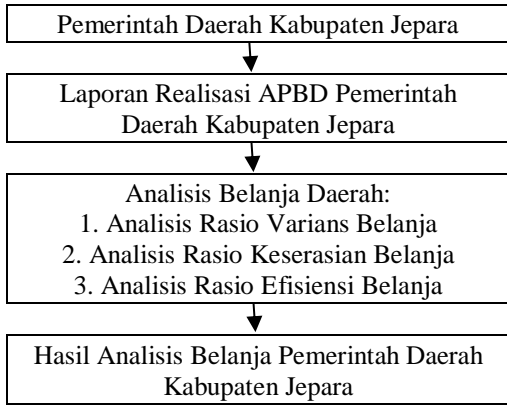 Pemerintah Daerah Kabupaten Jepara
Laporan Realisasi APBD Pemerintah
Daerah Kabupaten Jepara
Analisis Belanja Daerah:
1. Analisis Rasio Varians Belanja
2. Analisis Rasio Keserasian Belanja
3. Analisis Rasio Efisiensi Belanja
Hasil Analisis Belanja Pemerintah Daerah
Kabupaten Jepara